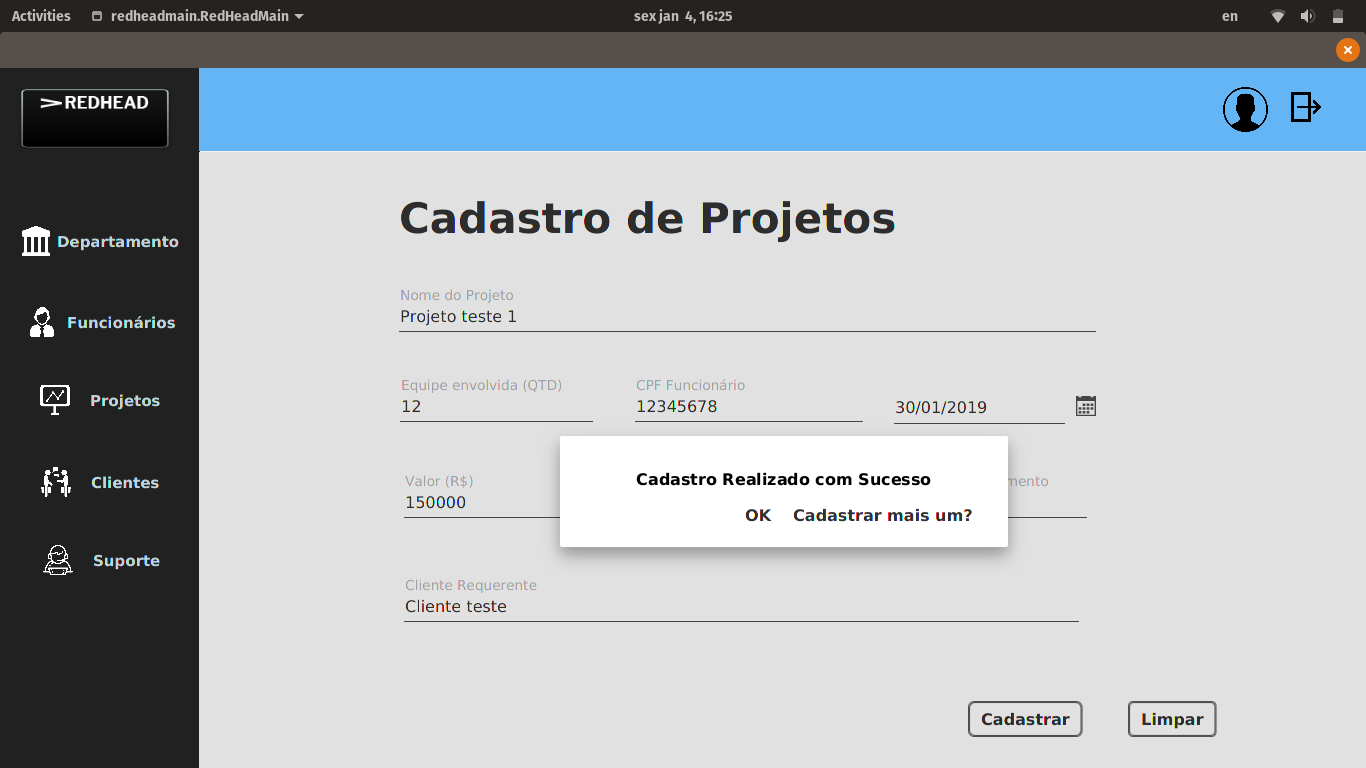 Activities redheadmain.RedHeadMain sex jan 4, 16:25 en
REDHEAD
Departamento
Funcionários
Projetos
Clientes
Suporte
Cadastro de Projetos
Nome do Projeto
Projeto teste 1
Equipe envolvida (QTD) CPF Funcionário
12 12345678 30/01/2019
Valor (R$)
150000
Cadastro Realizado com Sucesso
OK Cadastrar mais um?
Cliente Requerente
Cliente teste
Cadastrar Limpar